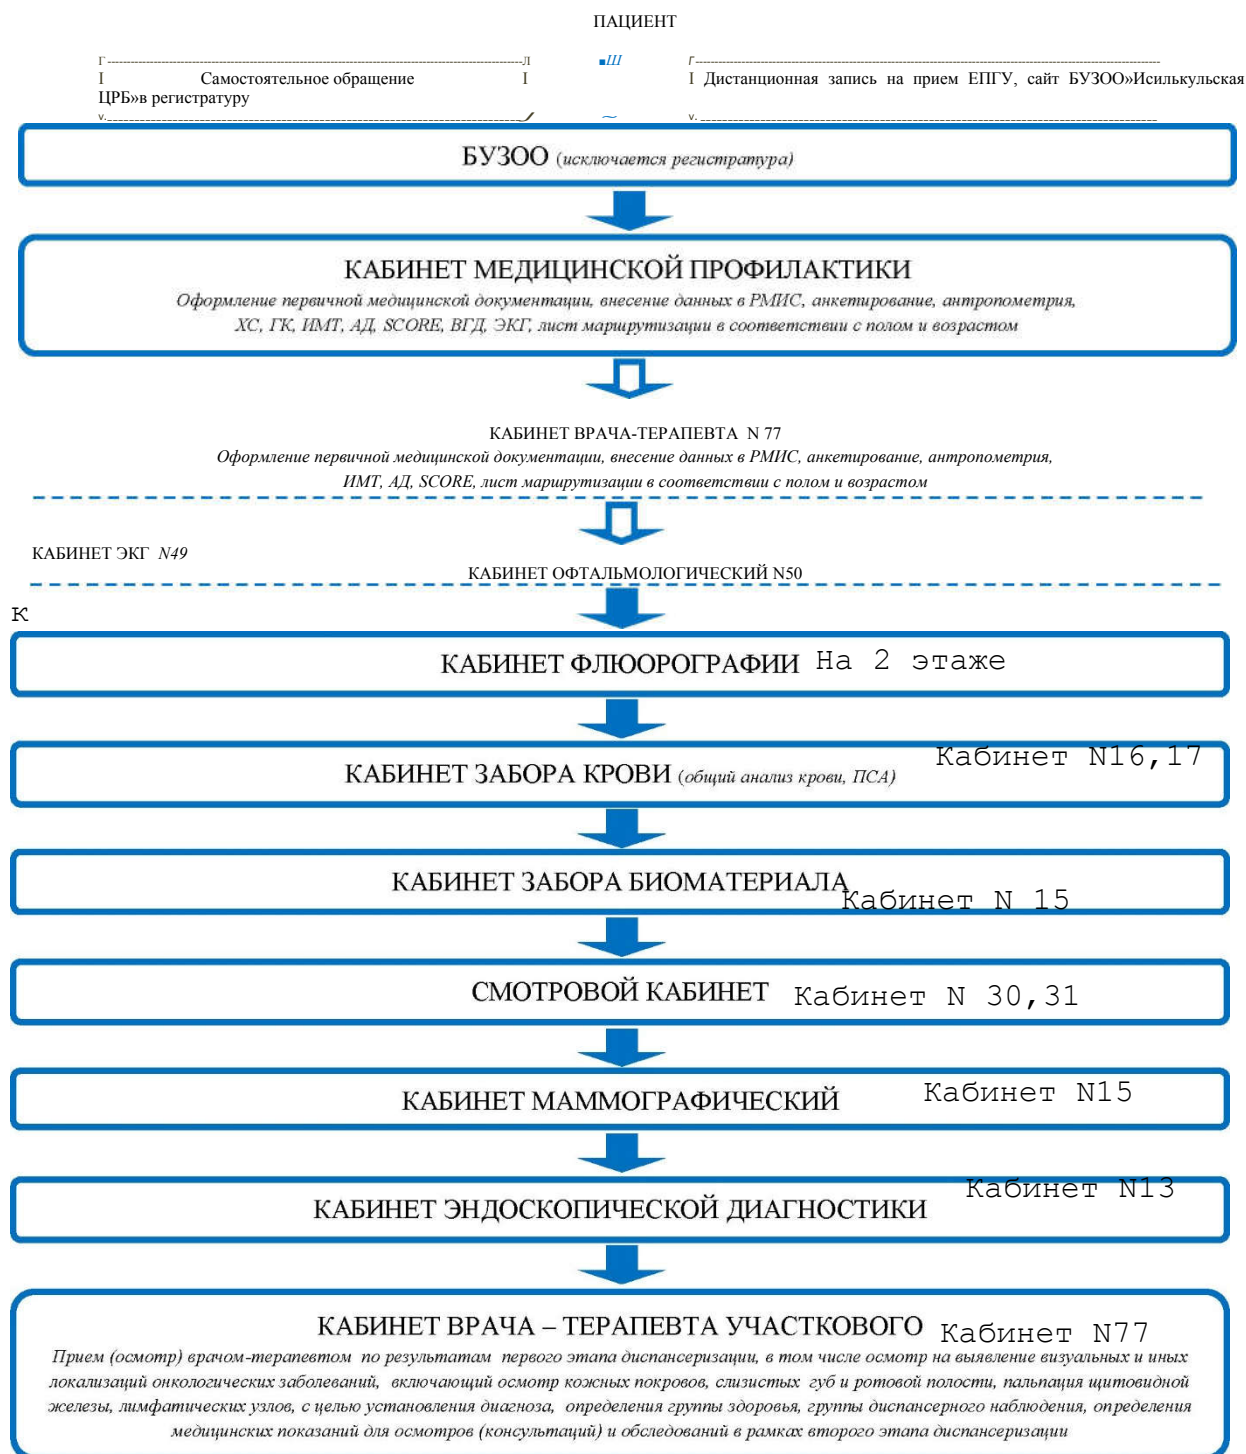 ПАЦИЕНТ
Самостоятельное обращение
ЦРБ»в регистратуру
Дистанционная запись на прием ЕПГУ, сайт БУЗОО»Исилькульская
БУЗОО (исключается регистратура)
КАБИНЕТ МЕДИЦИНСКОЙ ПРОФИЛАКТИКИ
Оформление первичной медицинской документации, внесение данных в РМИС, анкетирование, антропометрия,
ХС, ГК, ИМТ, АД, SCORE, ВГД, ЭКГ, лист маршрутизации в соответствии с полом и возрастом
КАБИНЕТ ВРАЧА-ТЕРАПЕВТА N 77
Оформление первичной медицинской документации, внесение данных в РМИС, анкетирование, антропометрия,
ИМТ, АД, SCORE, лист маршрутизации в соответствии с полом и возрастом
КАБИНЕТ ЭКГ N49
КАБИНЕТ ОФТАЛЬМОЛОГИЧЕСКИЙ N50
к
КАБИНЕТ ФЛЮОРОГРАФИИ На 2 этаже
КАБИНЕТ ЗАБОРА КРОВИ (общий анализ крови, ПСА) Кабинет N16,17
КАБИНЕТ ЗАБОРА БИОМАТЕРИАЛА Кабинет N 15
СМОТРОВОЙ КАБИНЕТ Кабинет N 30,31
КАБИНЕТ МАММОГРАФИЧЕСКИЙ Кабинет N15
КАБИНЕТ ЭНДОСКОПИЧЕСКОЙ ДИАГНОСТИКИ Кабинет N13
КАБИНЕТ ВРАЧА – ТЕРАПЕВТА УЧАСТКОВОГО Кабинет N77
Прием (осмотр) врачом-терапевтом по результатам первого этапа диспансеризации, в том числе осмотр на выявление визуальных и иных
локализаций онкологических заболеваний, включающий осмотр кожных покровов, слизистых губ и ротовой полости, пальпация щитовидной
железы, лимфатических узлов, с целью установления диагноза, определения группы здоровья, группы диспансерного наблюдения, определения
медицинских показаний для осмотров (консультаций) и обследований в рамках второго этапа диспансеризации